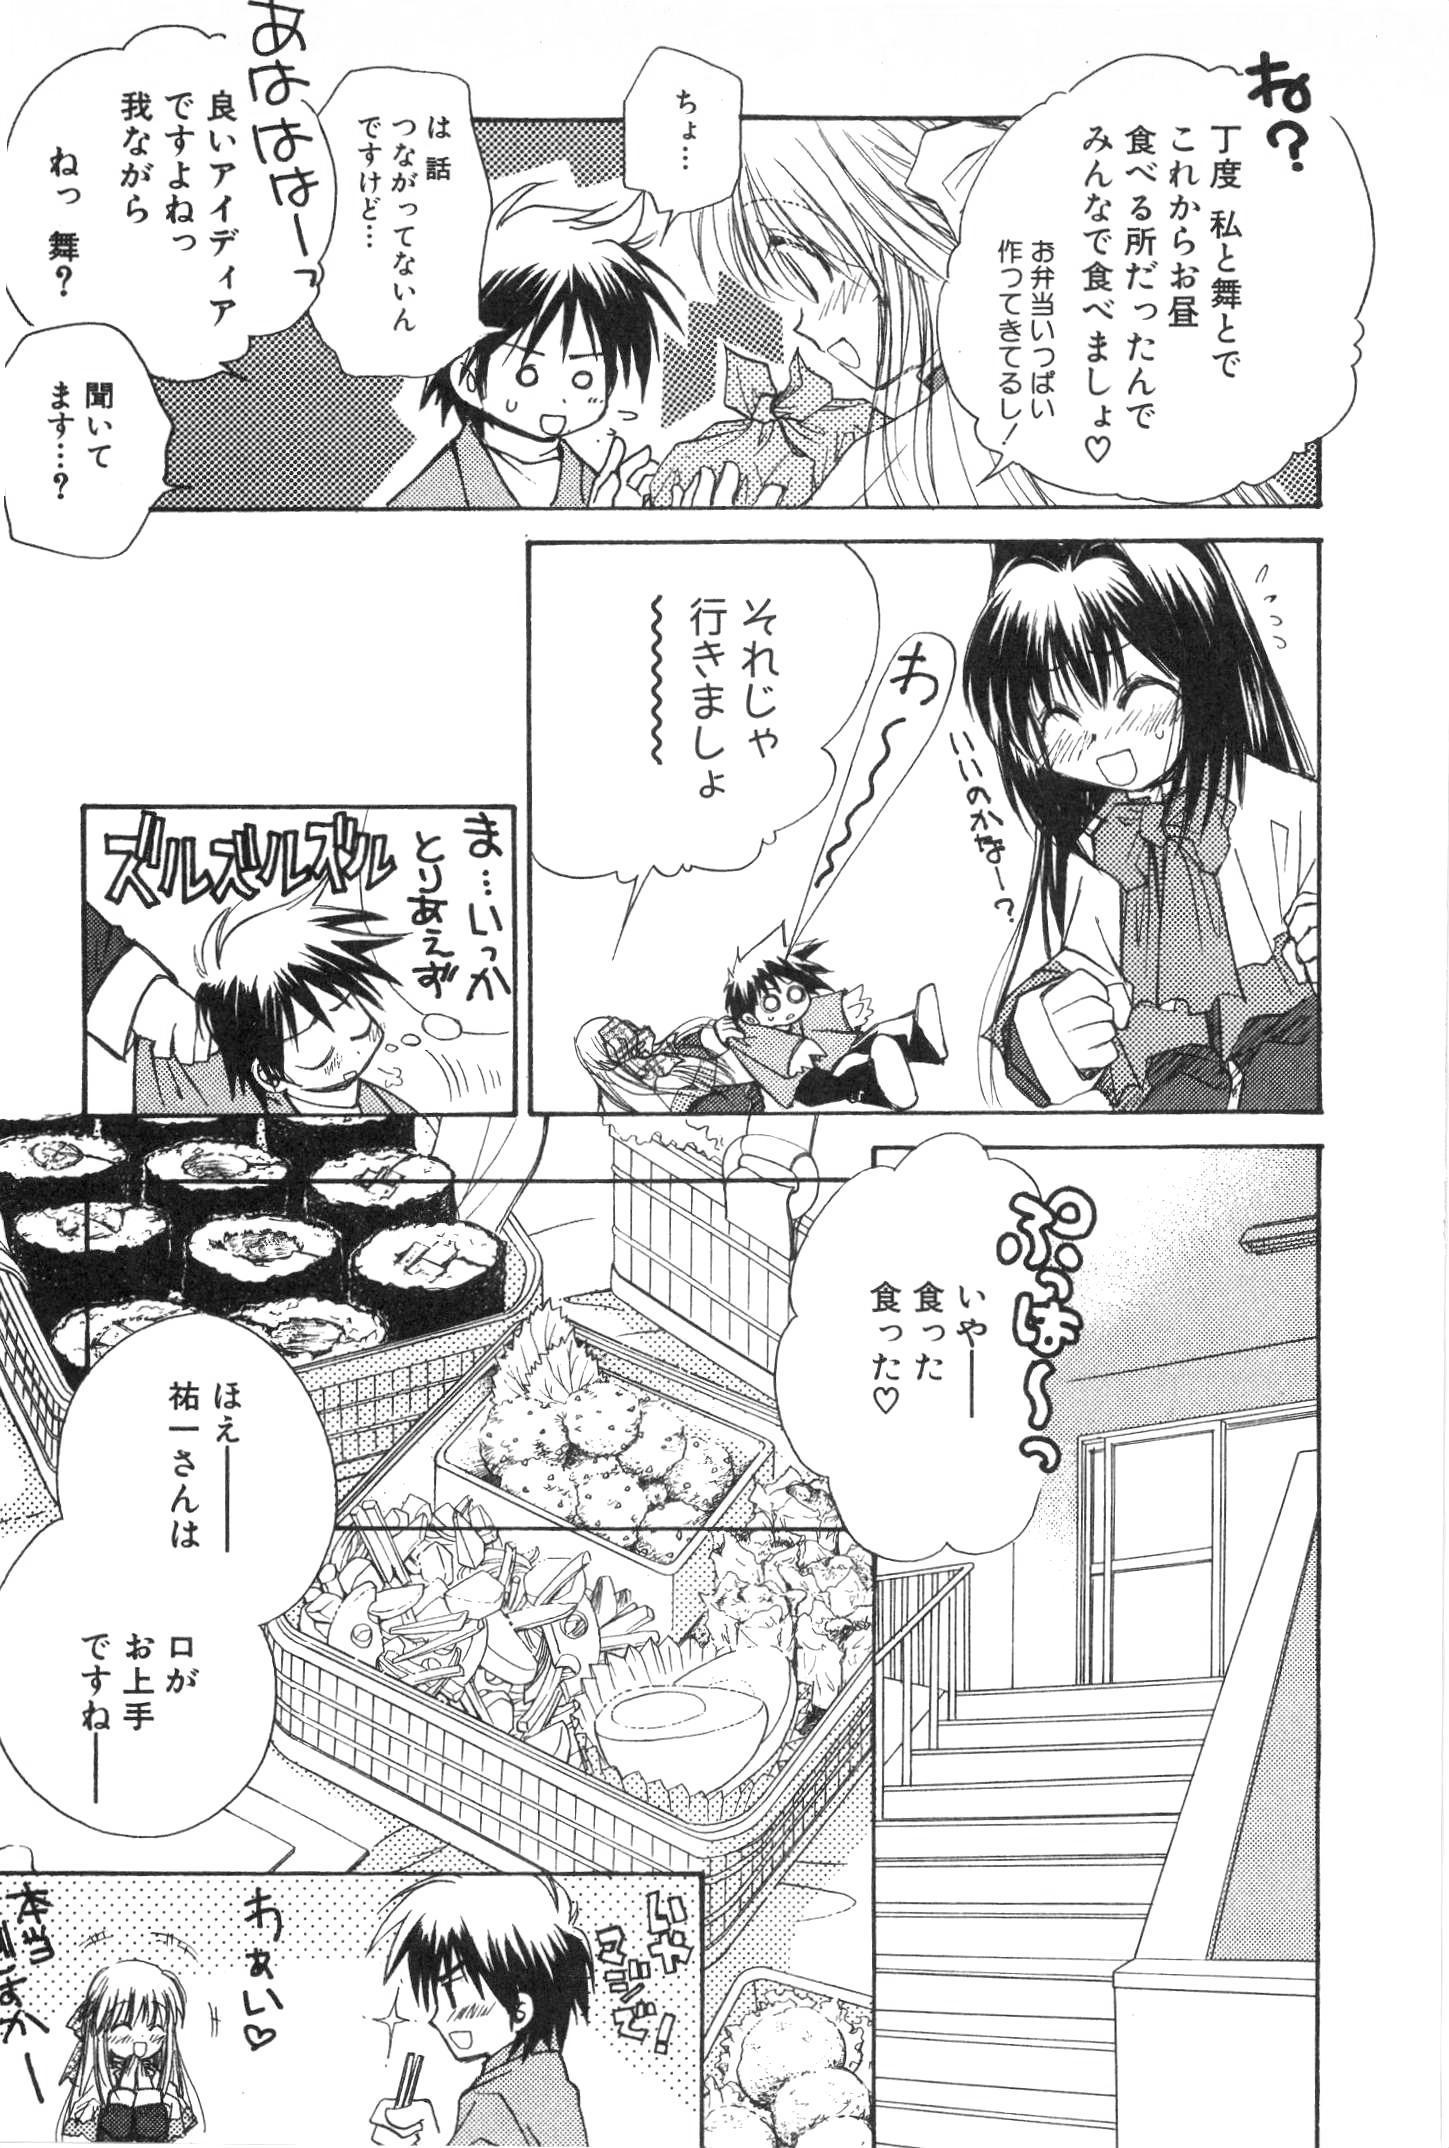 ね?
丁度 私と舞とで
これからお昼
食べる所だったんで
みんなで食べましょ♡
お弁当いっぱい
作ってきてるし!
ちょ…
は 話
つながってないん
ですけど…
あはははーっ
良いアイディア
ですよねっ
我ながら
ねっ 舞?
聞いて
ます…?
いいのかなー?
わ〜〜
それじゃ
行きましょ
〜〜〜〜
ま…いっか
とりあえず
ズルズルズル
ぷっは〜〜っ
いや――
食った
食った♡
ほえ――
祐一さんは
口が
お上手
ですね――
いや
マジで!
わぁい♡
本当
ですかー